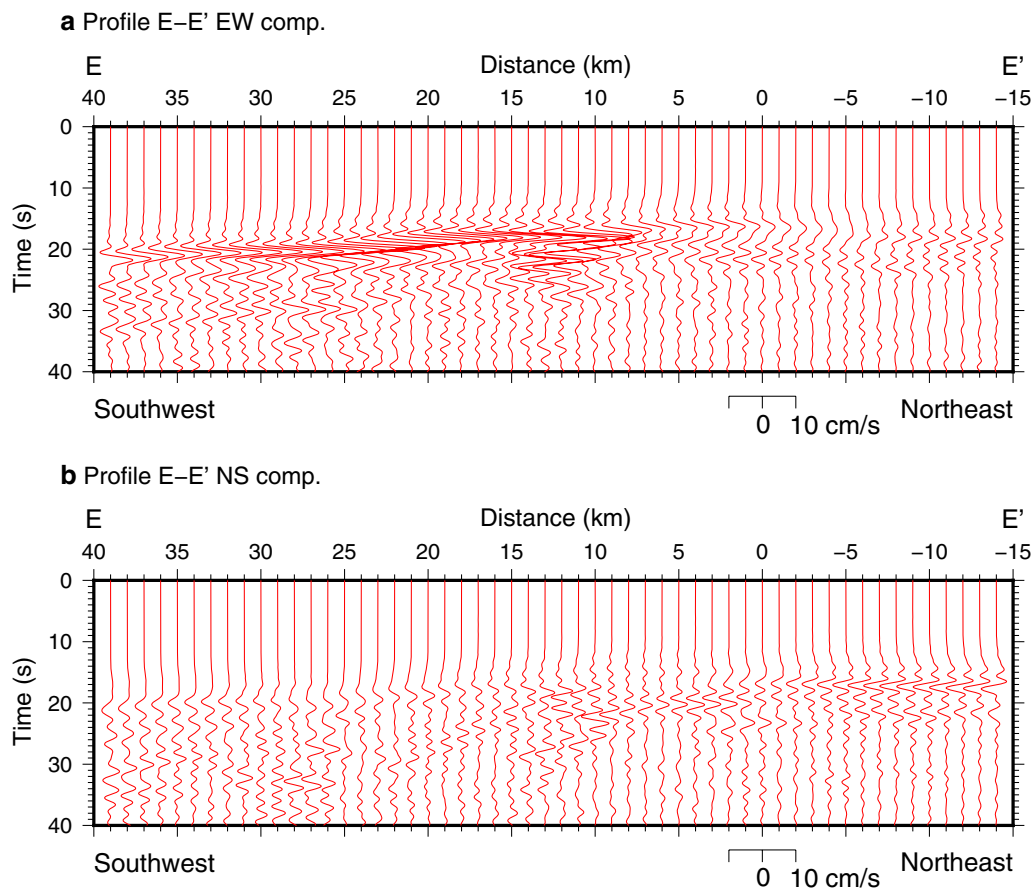 a Profile E–E’ EW comp.
E Distance (km) E’
40 35 30 25 20 15 10 5 0 −5 −10 −15
Time (s)
0
10
20
30
40
Southwest Northeast
0 10 cm/s
b Profile E–E’ NS comp.
E Distance (km) E’
40 35 30 25 20 15 10 5 0 −5 −10 −15
Time (s)
0
10
20
30
40
Southwest Northeast
0 10 cm/s